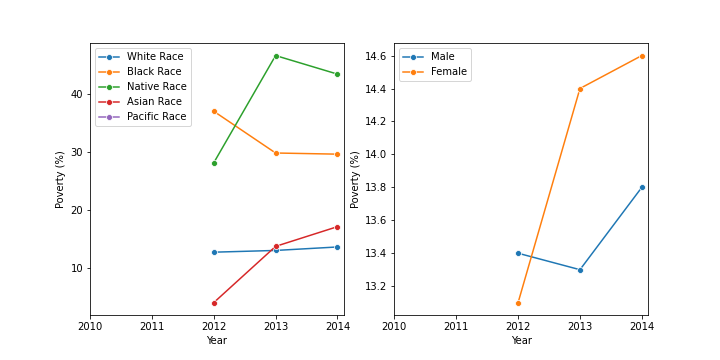 White Race
Black Race
Native Race
Asian Race
Pacific Race
Poverty (%)
40
30
20
10
2010 2011 2012 2013 2014
Year
Male
Female
Poverty (%)
14.6
14.4
14.2
14.0
13.8
13.6
13.4
13.2
2010 2011 2012 2013 2014
Year